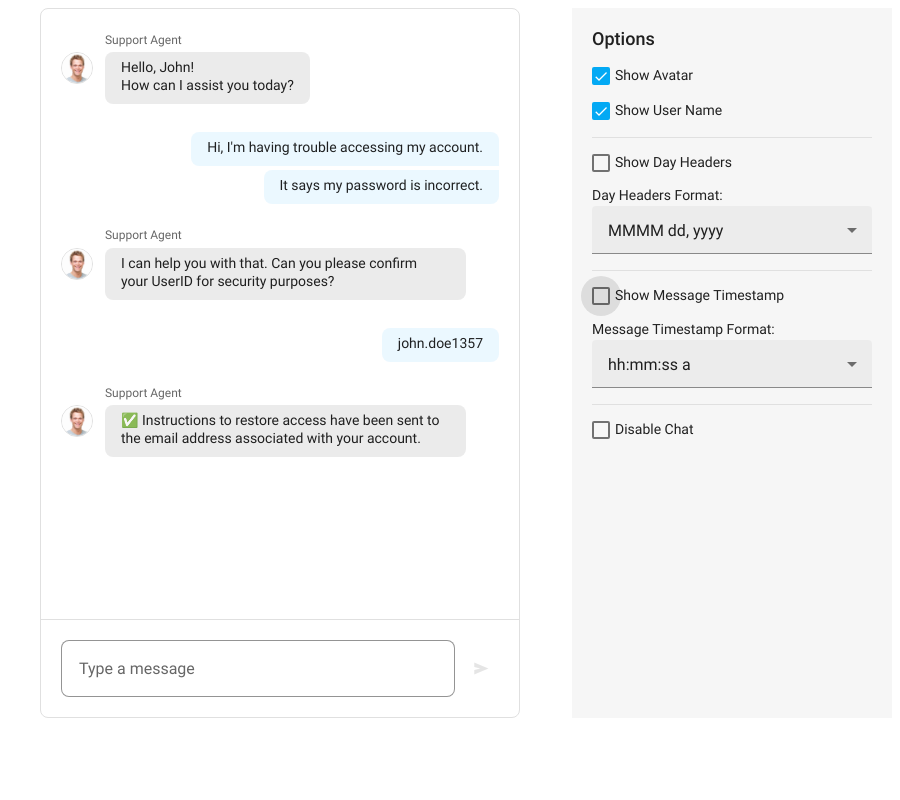 Support Agent
Hello, John!
How can I assist you today?
Hi, I'm having trouble accessing my account.
It says my password is incorrect.
Support Agent
I can help you with that. Can you please confirm
your UserID for security purposes?
john.doe1357
Support Agent
✅ Instructions to restore access have been sent to
the email address associated with your account.
Type a message
Options
Show Avatar
Show User Name
Show Day Headers
Day Headers Format:
MMMM dd, yyyy
Show Message Timestamp
Message Timestamp Format:
hh:mm:ss a
Disable Chat